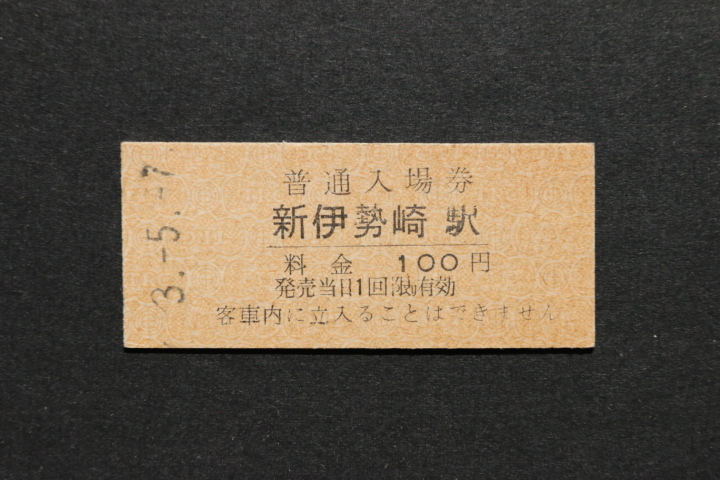 3.-5.-7
普通入場券
新伊勢崎駅
料金 100円
発売当日1回限り有効
客車内に立入ることはできません